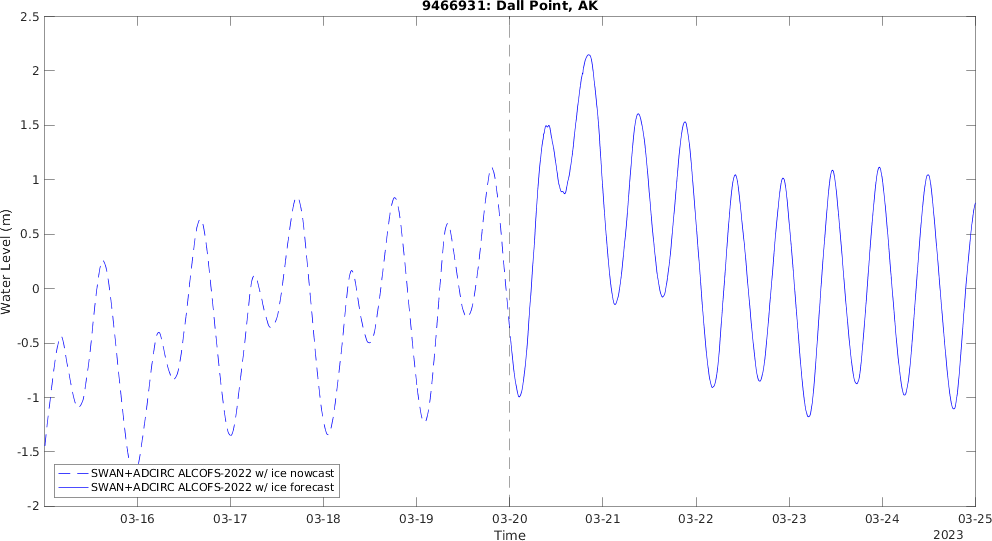 9466931: Dall Point, AK
Water Level (m)
2.5
2
1.5
1
0.5
0
-0.5
-1
-1.5
-2
SWAN+ADCIRC ALCOFS-2022 w/ ice nowcast
SWAN+ADCIRC ALCOFS-2022 w/ ice forecast
03-16 03-17 03-18 03-19 03-20 03-21 03-22 03-23 03-24 03-25
Time
2023